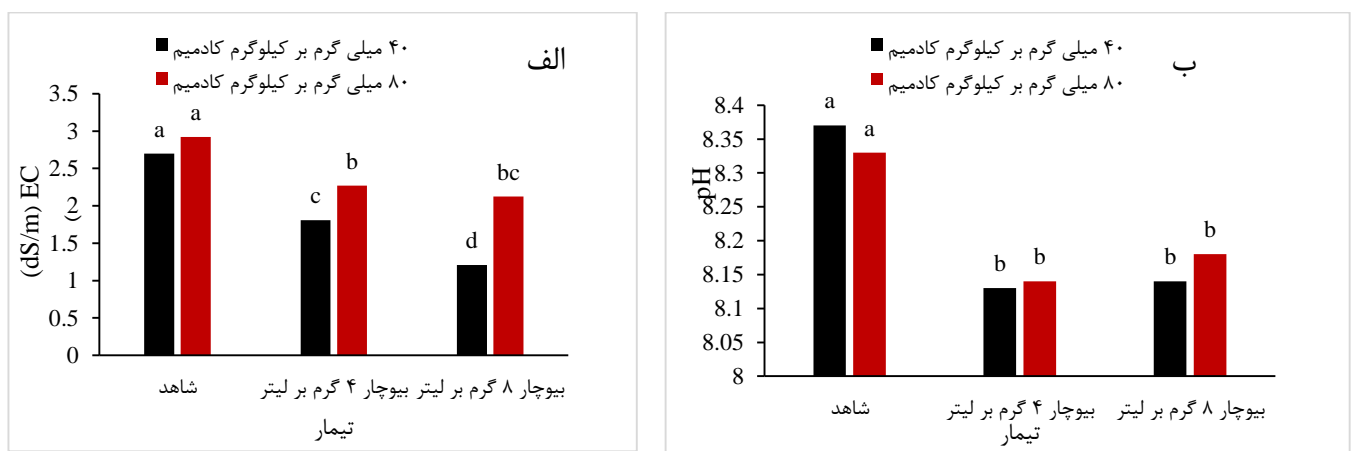 الف
۴۰ میلی گرم بر کیلوگرم کادمیم
۸۰ میلی گرم بر کیلوگرم کادمیم
3.5
3
2.5
2
1.5
1
0.5
0
((dS/m) EC
a a
c b
d bc
شاهد بیوچار ۴ گرم بر لیتر بیوچار ۸ گرم بر لیتر
تیمار
ب
۴۰ میلی گرم بر کیلوگرم کادمیم
۸۰ میلی گرم بر کیلوگرم کادمیم
8.4
8.35
8.3
8.25
8.2
8.15
8.1
8.05
8
pH
a a
b b
b b
شاهد بیوچار ۴ گرم بر لیتر بیوچار ۸ گرم بر لیتر
تیمار